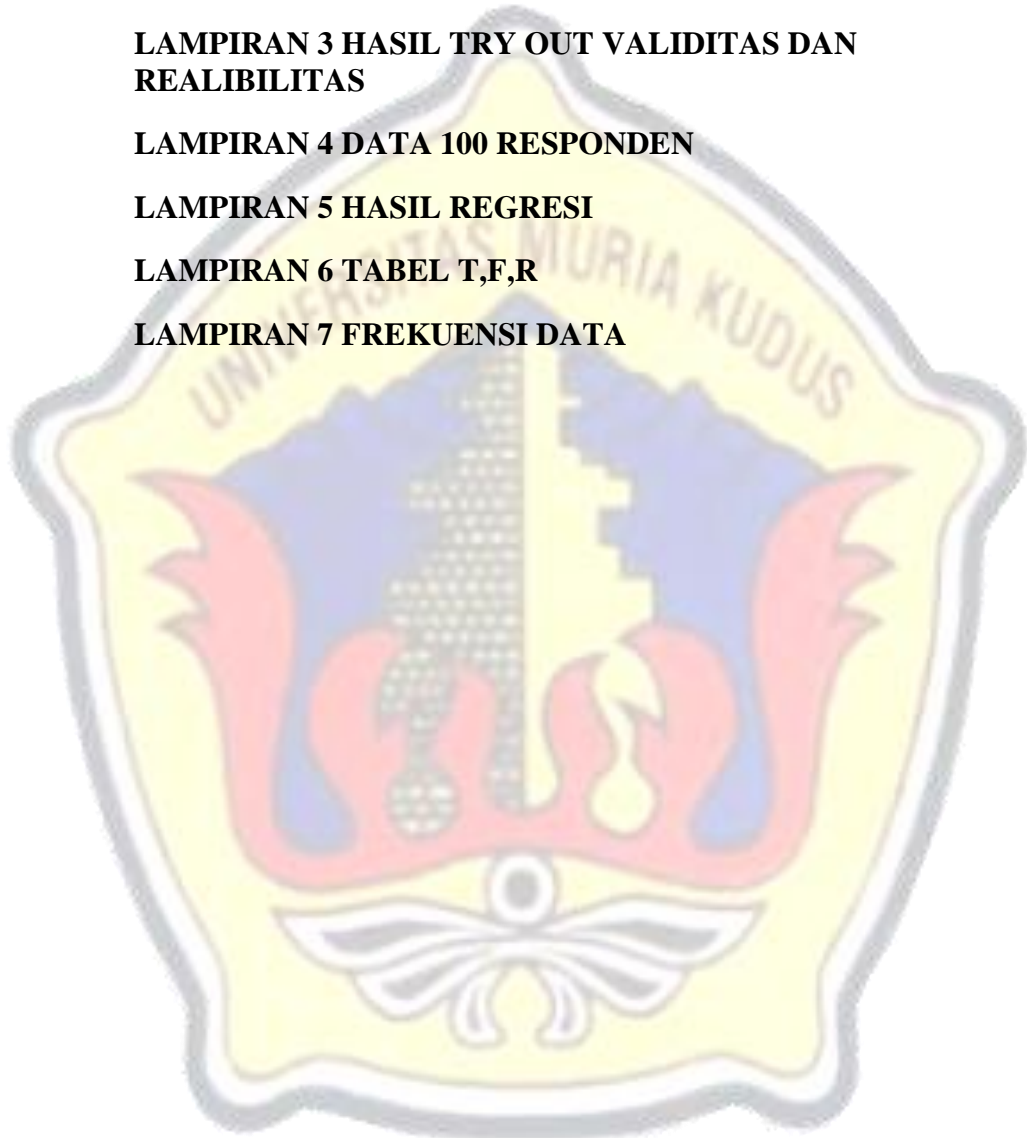 LAMPIRAN 3 HASIL TRY OUT VALIDITAS DAN
REALIBILITAS
LAMPIRAN 4 DATA 100 RESPONDEN
LAMPIRAN 5 HASIL REGRESI
LAMPIRAN 6 TABEL T,F,R
LAMPIRAN 7 FREKUENSI DATA
UNIVERSITAS MURIA KUDUS